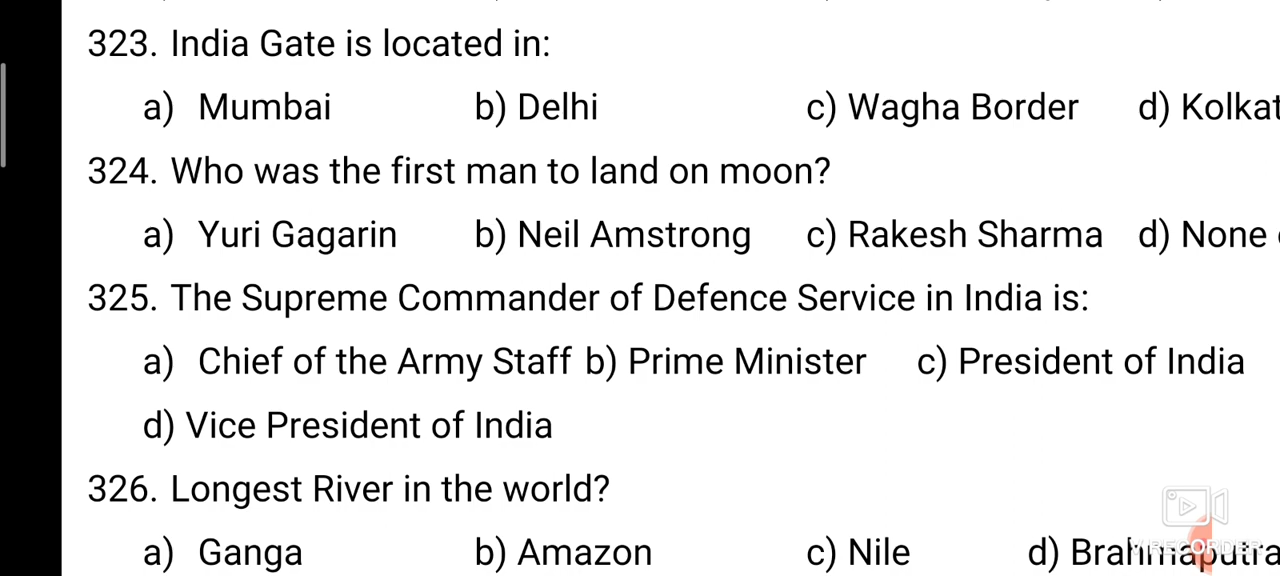 323. India Gate is located in:
a) Mumbai b) Delhi c) Wagha Border d) Kolkat
324. Who was the first man to land on moon?
a) Yuri Gagarin b) Neil Amstrong c) Rakesh Sharma d) None
325. The Supreme Commander of Defence Service in India is:
a) Chief of the Army Staff b) Prime Minister c) President of India
d) Vice President of India
326. Longest River in the world?
a) Ganga b) Amazon c) Nile d) Brahmaputra
V RECORDER